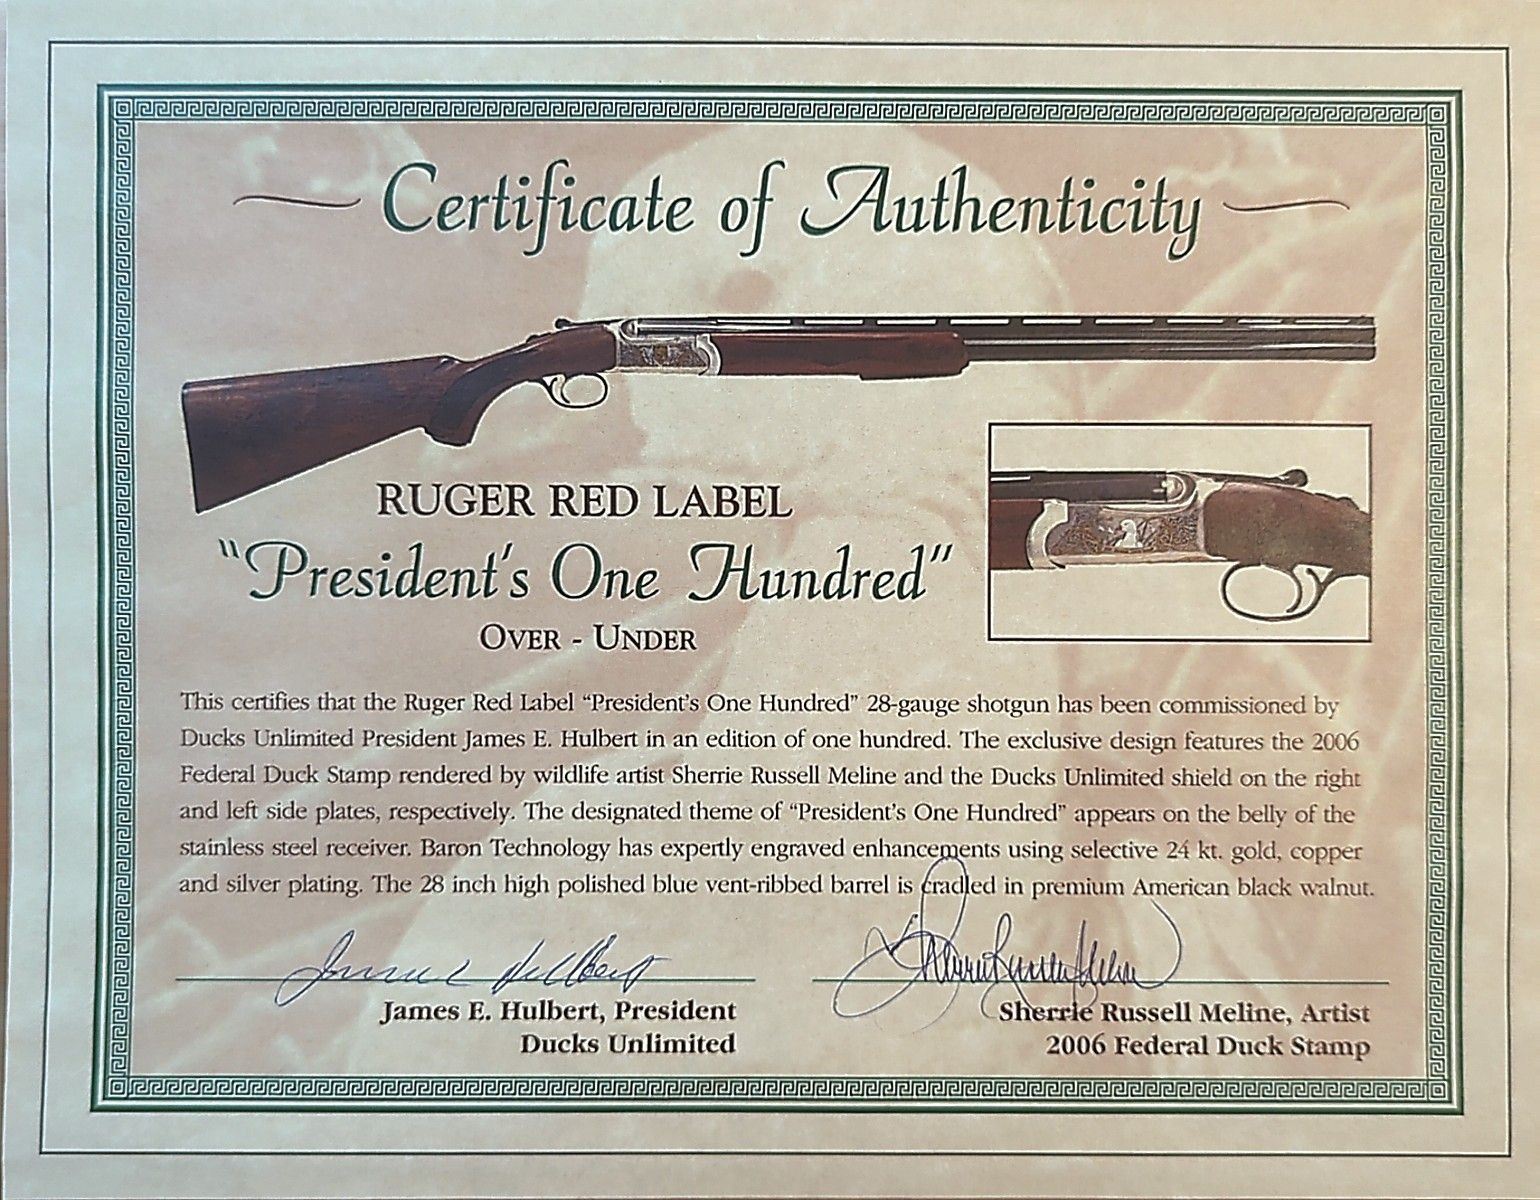 Certificate of Authenticity
RUGER RED LABEL
"President's One Hundred"
OVER - UNDER
This certifies that the Ruger Red Label “President's One Hundred” 28-gauge shotgun has been commissioned by
Ducks Unlimited President James E. Hulbert in an edition of one hundred. The exclusive design features the 2006
Federal Duck Stamp rendered by wildlife artist Sherrie Russell Meline and the Ducks Unlimited shield on the right
and left side plates, respectively. The designated theme of “President's One Hundred” appears on the belly of the
stainless steel receiver. Baron Technology has expertly engraved enhancements using selective 24 kt. gold, copper
and silver plating. The 28 inch high polished blue vent-ribbed barrel is cradled in premium American black walnut.
James E. Hulbert
Sherrie Russell Meline
James E. Hulbert, President
Ducks Unlimited
Sherrie Russell Meline, Artist
2006 Federal Duck Stamp